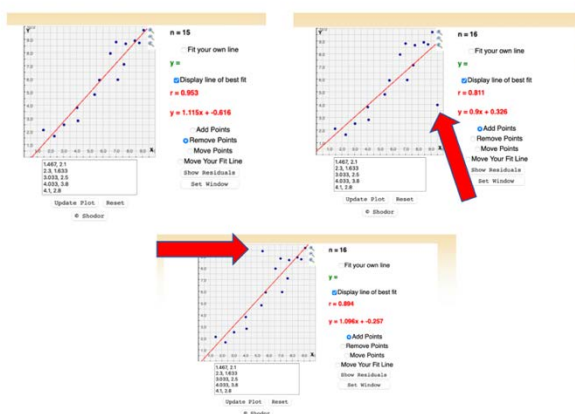 n = 15
Fit your own line
y =
Display line of best fit
r = 0.953
y = 1.115x + -0.616
Add Points
Remove Points
Move Points
Move Your Fit Line
Show Residuals
Set Window
1.467, 2.1
2.3, 1.633
3.033, 2.5
4.033, 3.8
4.1, 2.8
Update Plot Reset
© Shodor
n = 16
Fit your own line
y =
Display line of best fit
r = 0.811
y = 0.9x + 0.326
Add Points
Remove Points
Move Points
Move Your Fit Line
Show Residuals
Set Window
1.467, 2.1
2.3, 1.633
3.033, 2.5
4.033, 3.8
4.1, 2.8
Update Plot Reset
© Shodor
n = 16
Fit your own line
y =
Display line of best fit
r = 0.894
y = 1.096x + -0.257
Add Points
Remove Points
Move Points
Move Your Fit Line
Show Residuals
Set Window
1.467, 2.1
2.3, 1.633
3.033, 2.5
4.033, 3.8
4.1, 2.8
Update Plot Reset
© Shodor